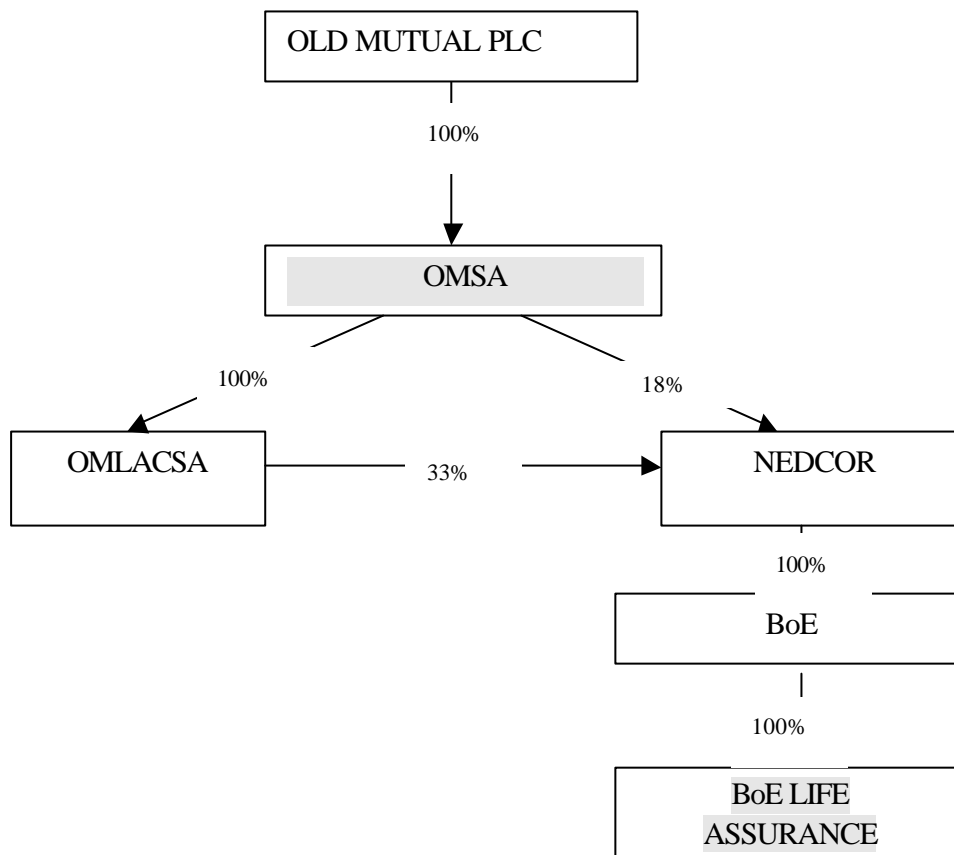 OLD MUTUAL PLC
100%
OMSA
100%
18%
OMLACSA
33%
NEDCOR
100%
BoE
100%
BoE LIFE
ASSURANCE